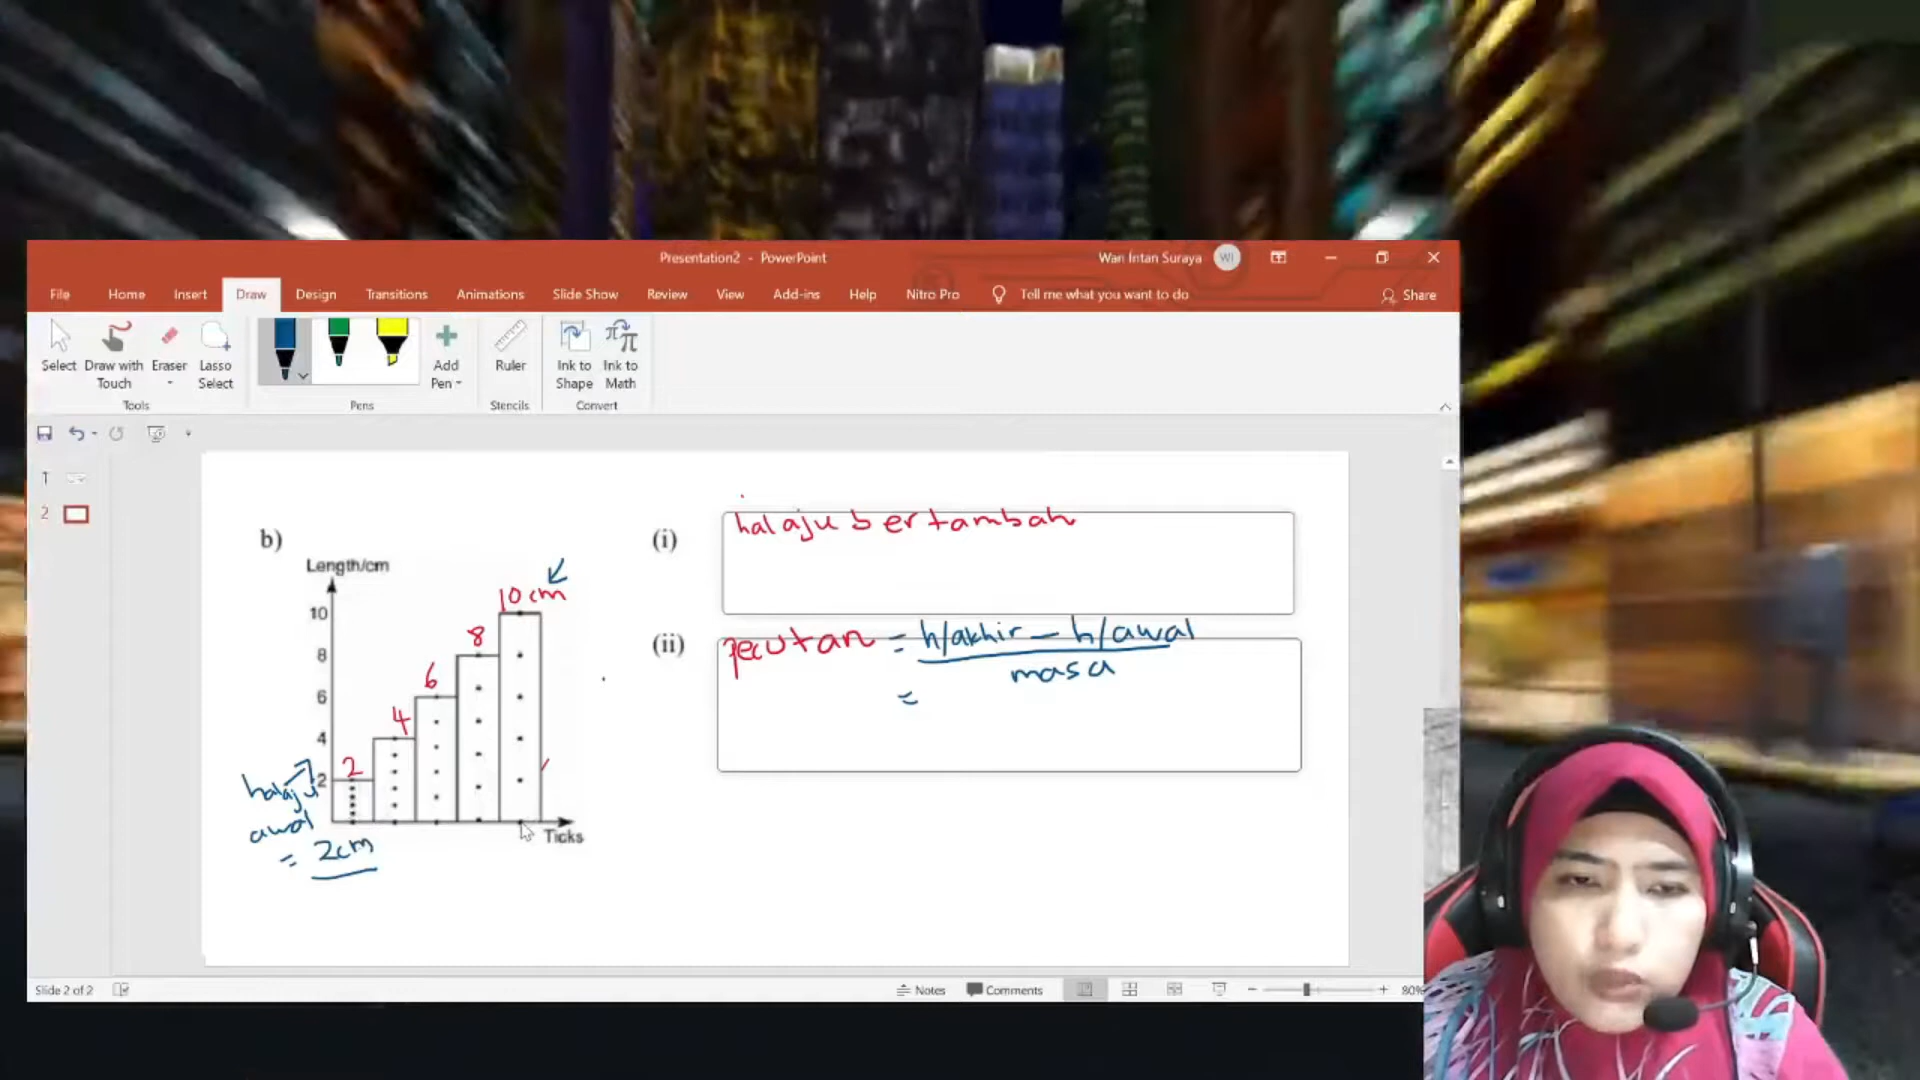 Presentation2 - PowerPoint
Wan Intan Suraya WI
File Home Insert Draw Design Transitions Animations Slide Show Review View Add-ins Help Nitro Pro Tell me what you want to do Share
Select Draw with Touch Eraser Lasso Select Add Pen Ruler Ink to Shape Ink to Math
Tools Pens Stencils Convert
1
2
b)
Length/cm
10
8
6
4
2
10 cm
8
6
4
2
Ticks
halaju
awal
= 2cm
(i)
halaju bertambah
(ii)
pecutan = h/akhir - h/awal
masa
=
Slide 2 of 2
Notes Comments
80%